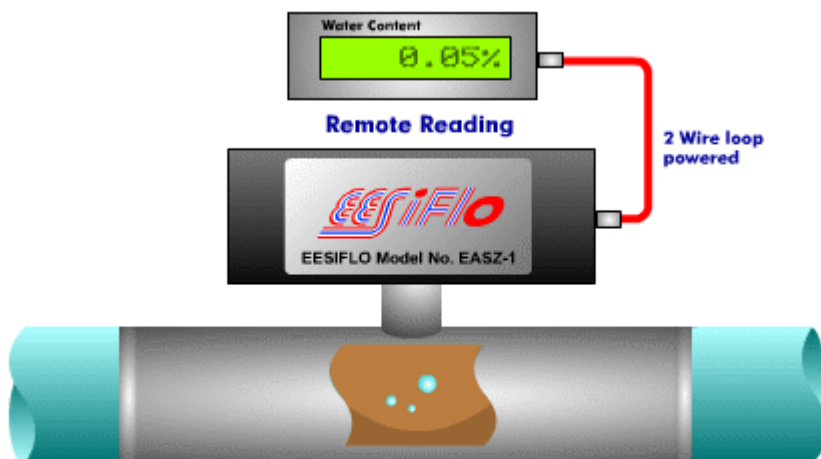 Water Content
0.05%
Remote Reading
2 Wire loop
powered
EESiFlo
EESIFLO Model No. EASZ-1